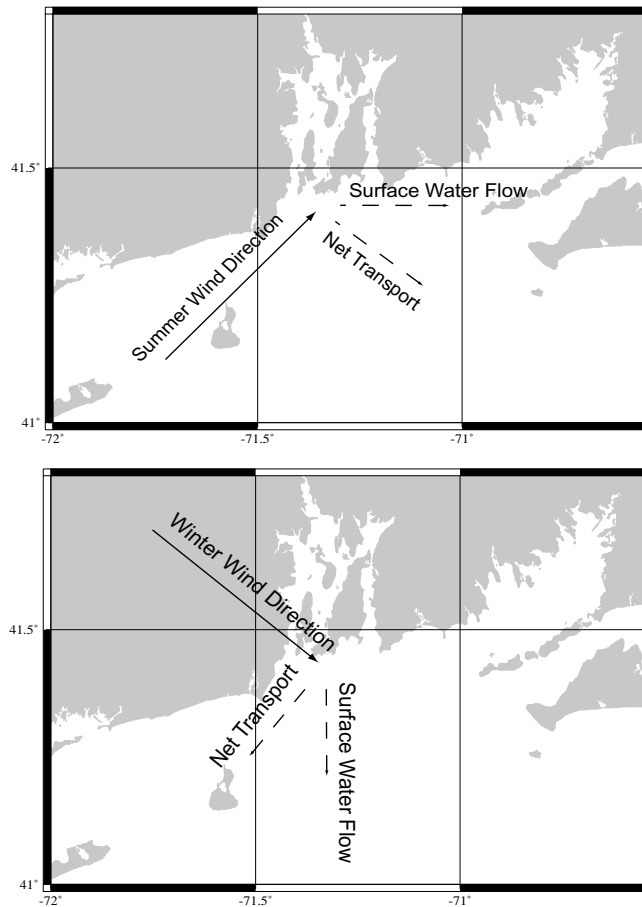 41.5°
Surface Water Flow
Summer Wind Direction
Net Transport
41°
-72°
-71.5°
-71°
Winter Wind Direction
41.5°
Net Transport
Surface Water Flow
41°
-72°
-71.5°
-71°